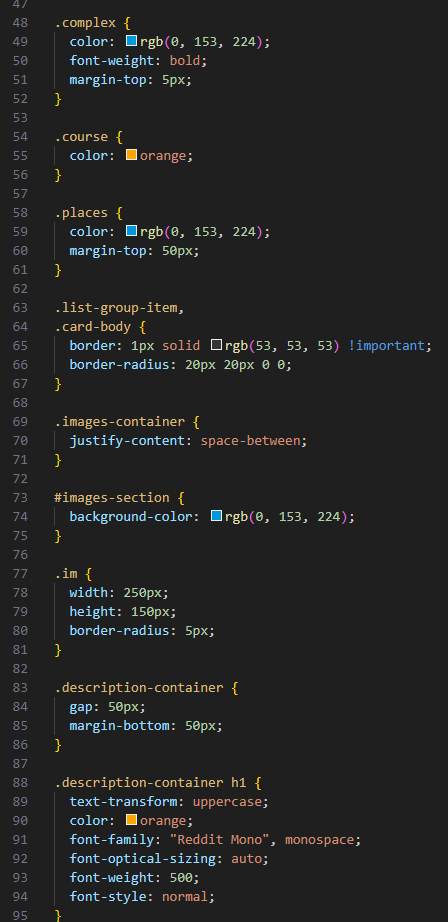 47
48 .complex {
49   color: rgb(0, 153, 224);
50   font-weight: bold;
51   margin-top: 5px;
52 }
53
54 .course {
55   color: orange;
56 }
57
58 .places {
59   color: rgb(0, 153, 224);
60   margin-top: 50px;
61 }
62
63 .list-group-item,
64 .card-body {
65   border: 1px solid rgb(53, 53, 53) !important;
66   border-radius: 20px 20px 0 0;
67 }
68
69 .images-container {
70   justify-content: space-between;
71 }
72
73 #images-section {
74   background-color: rgb(0, 153, 224);
75 }
76
77 .im {
78   width: 250px;
79   height: 150px;
80   border-radius: 5px;
81 }
82
83 .description-container {
84   gap: 50px;
85   margin-bottom: 50px;
86 }
87
88 .description-container h1 {
89   text-transform: uppercase;
90   color: orange;
91   font-family: "Reddit Mono", monospace;
92   font-optical-sizing: auto;
93   font-weight: 500;
94   font-style: normal;
95 }